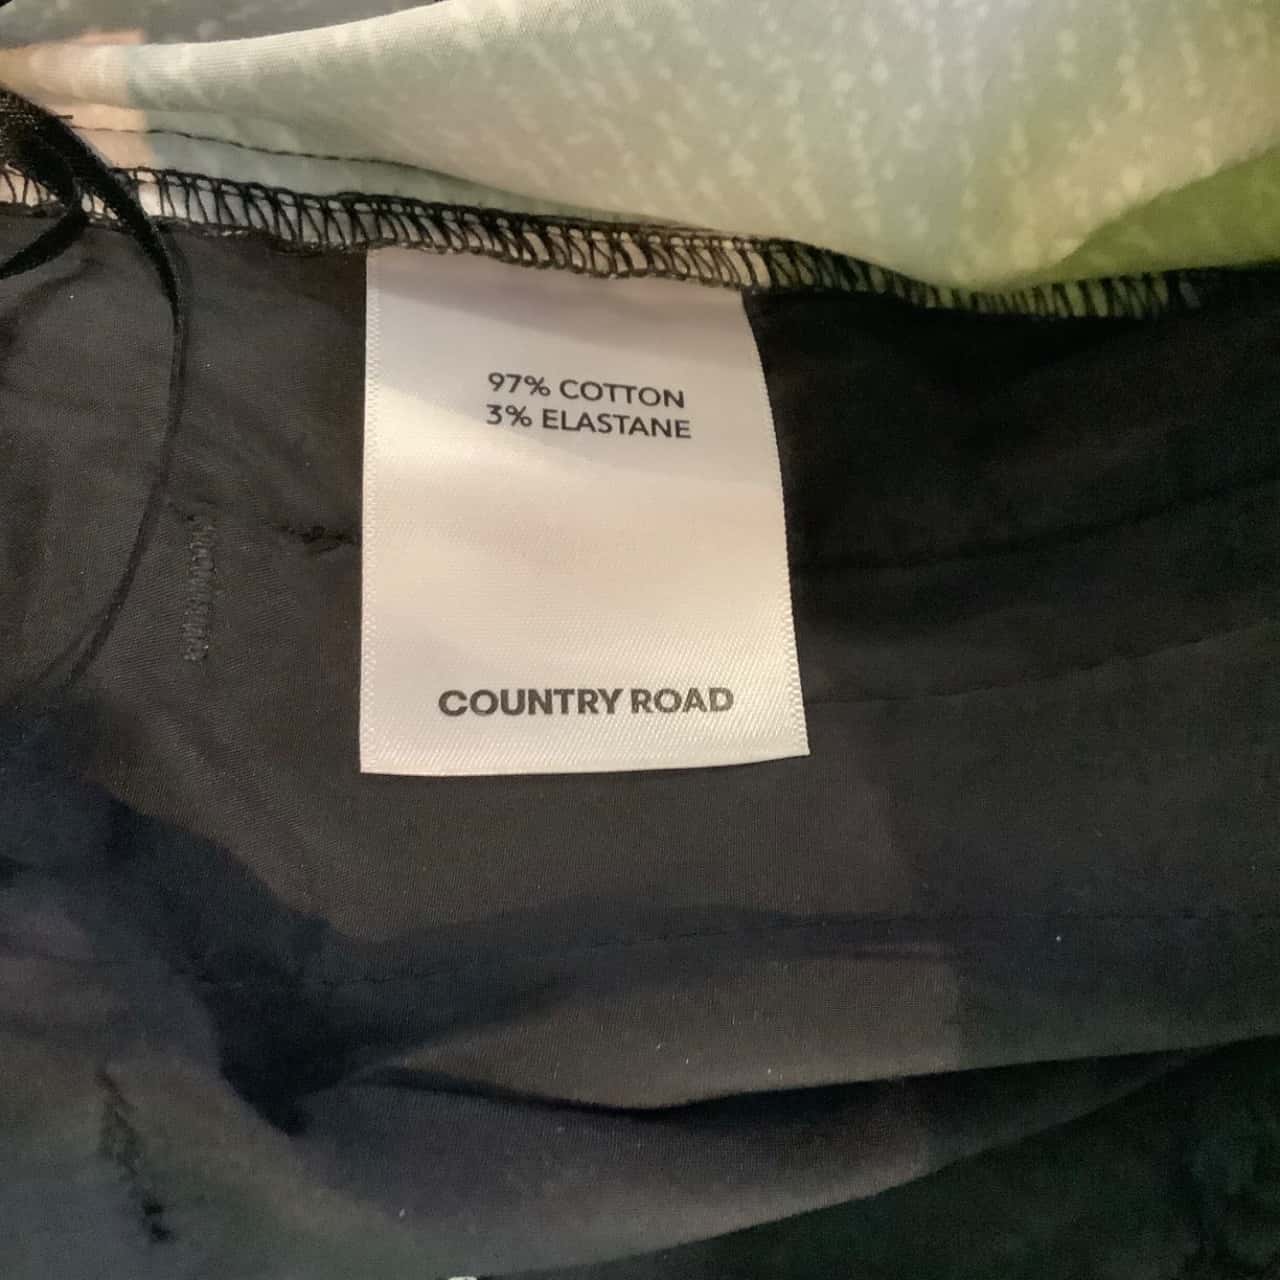 97% COTTON
3% ELASTANE
COUNTRY ROAD